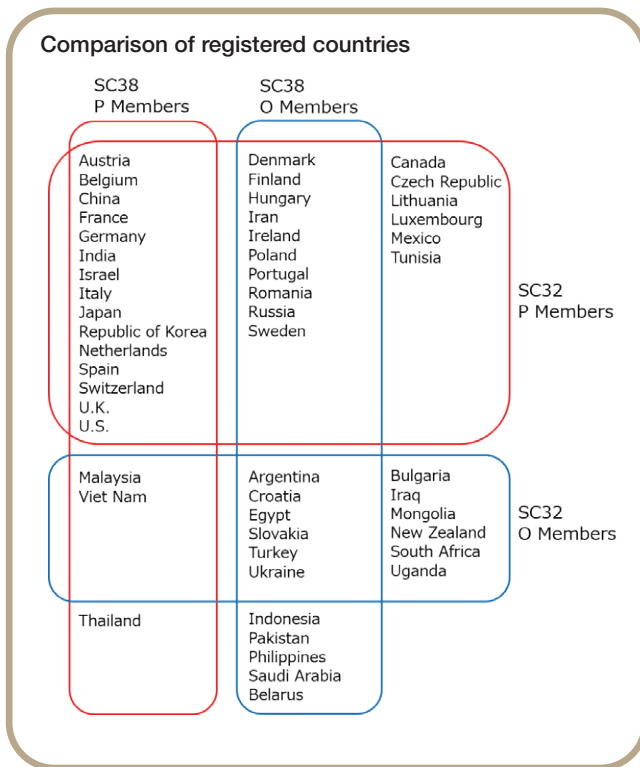 Comparison of registered countries
SC38
P Members
SC38
O Members
Austria
Belgium
China
France
Germany
India
Israel
Italy
Japan
Republic of Korea
Netherlands
Spain
Switzerland
U.K.
U.S.
Denmark
Finland
Hungary
Iran
Ireland
Poland
Portugal
Romania
Russia
Sweden
Canada
Czech Republic
Lithuania
Luxembourg
Mexico
Tunisia
SC32
P Members
Malaysia
Viet Nam
Argentina
Croatia
Egypt
Slovakia
Turkey
Ukraine
Bulgaria
Iraq
Mongolia
New Zealand
South Africa
Uganda
SC32
O Members
Thailand
Indonesia
Pakistan
Philippines
Saudi Arabia
Belarus